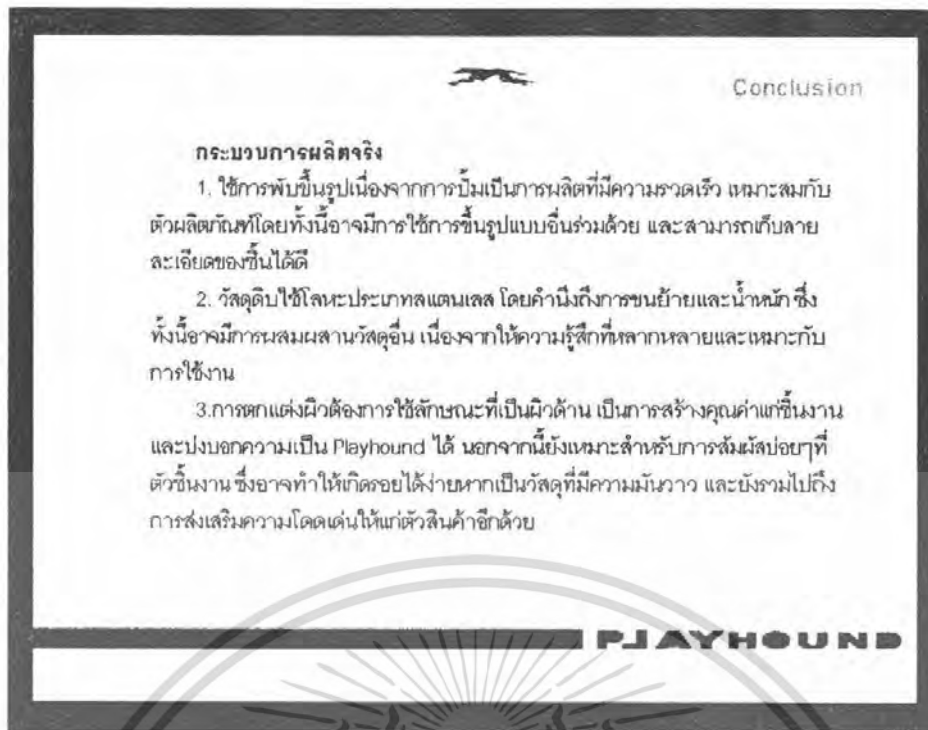 Conclusion
กระบวนการผลิตจริง
1. ใช้การพับขึ้นรูปเนื่องจากการปั้มเป็นการผลิตที่มีความรวดเร็ว เหมาะสมกับ
ตัวผลิตภัณฑ์โดยทั้งนี้อาจมีการใช้การขึ้นรูปแบบอื่นร่วมด้วย และสามารถเก็บลาย
ละเอียดของชิ้นได้ดี
2. วัสดุดิบใช้โลหะประเภทสแตนเลส โดยคำนึงถึงการขนย้ายและน้ำหนัก ซึ่ง
ทั้งนี้อาจมีการผสมผสานวัสดุอื่น เนื่องจากให้ความรู้สึกที่หลากหลายและเหมาะกับ
การใช้งาน
3.การตกแต่งผิวต้องการใช้ลักษณะที่เป็นผิวด้าน เป็นการสร้างคุณค่าแก่ชิ้นงาน
และบ่งบอกความเป็น Playhound ได้ นอกจากนี้ยังเหมาะสำหรับการสัมผัสบ่อยๆที่
ตัวชิ้นงาน ซึ่งอาจทำให้เกิดรอยได้ง่ายหากเป็นวัสดุที่มีความมันวาว และยังรวมไปถึง
การส่งเสริมความโดดเด่นให้แก่ตัวสินค้าอีกด้วย
PLAYHOUND